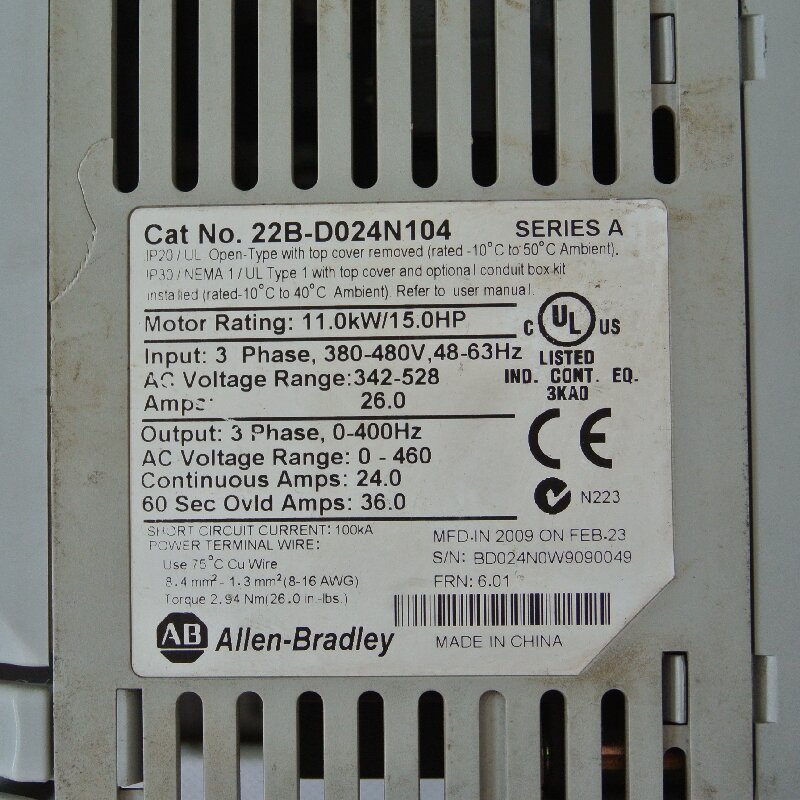 Cat No. 22B-D024N104 SERIES A
IP20 / UL Open-Type with top cover removed (rated -10°C to 50°C Ambient).
IP30 / NEMA 1 / UL Type 1 with top cover and optional conduit box kit
installed (rated-10°C to 40°C Ambient). Refer to user manual.
Motor Rating: 11.0kW/15.0HP
C UL US
LISTED
IND. CONT. EQ.
3KA0
Input: 3 Phase, 380-480V,48-63Hz
AC Voltage Range:342-528
Amps: 26.0
CE
Output: 3 Phase, 0-400Hz
AC Voltage Range: 0 - 460
Continuous Amps: 24.0
60 Sec Ovld Amps: 36.0
N223
SHORT CIRCUIT CURRENT: 100kA
POWER TERMINAL WIRE:
Use 75°C Cu Wire
8.4 mm² - 1.3 mm² (8-16 AWG)
Torque 2.94 Nm(26.0 in.-lbs.)
MFD.IN 2009 ON FEB-23
S/N: BD024N0W9090049
FRN: 6.01
AB Allen-Bradley
MADE IN CHINA